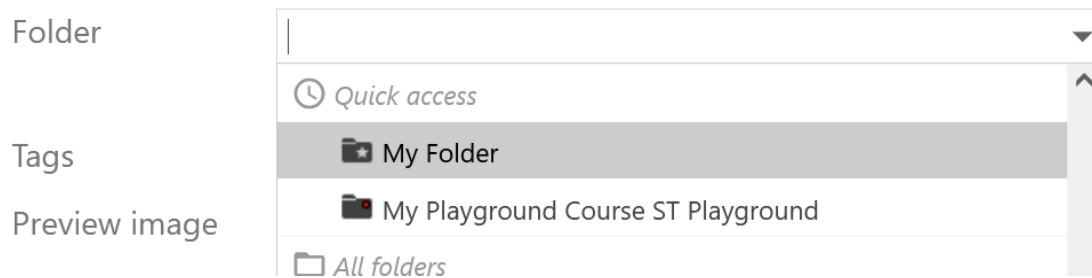 Folder
Quick access
My Folder
Tags
My Playground Course ST Playground
Preview image
All folders